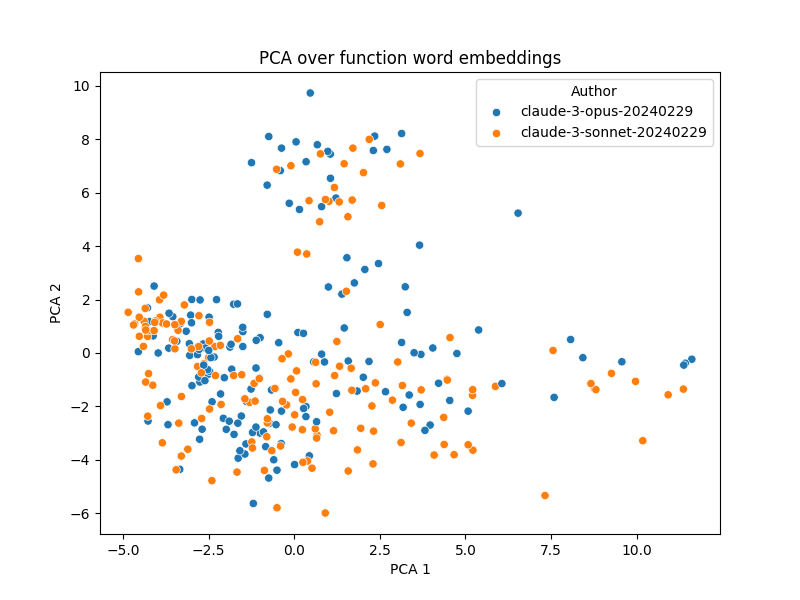 PCA over function word embeddings
Author
claude-3-opus-20240229
claude-3-sonnet-20240229
10
8
6
4
2
0
−2
−4
−6
PCA 2
−5.0 −2.5 0.0 2.5 5.0 7.5 10.0
PCA 1